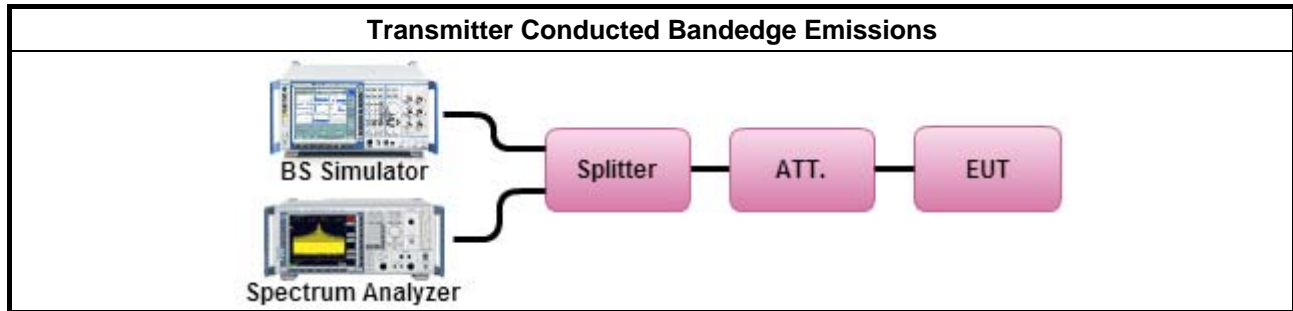 Transmitter Conducted Bandedge Emissions
BS Simulator
Splitter
ATT.
EUT
Spectrum Analyzer